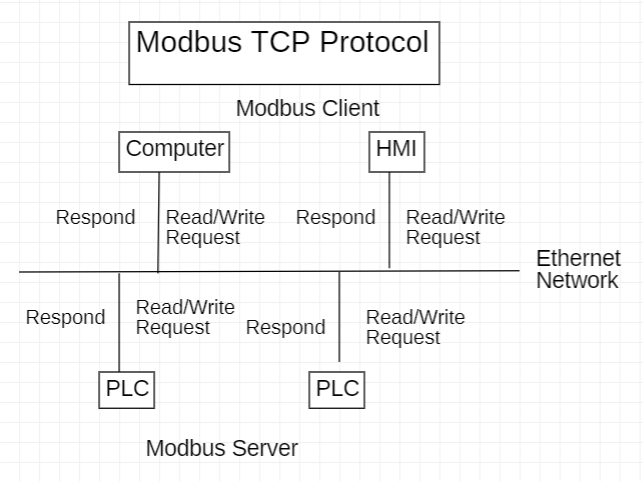 Modbus TCP Protocol
Modbus Client
Computer
HMI
Respond
Read/Write
Request
Respond
Read/Write
Request
Ethernet
Network
Respond
Read/Write
Request
Respond
Read/Write
Request
PLC
PLC
Modbus Server